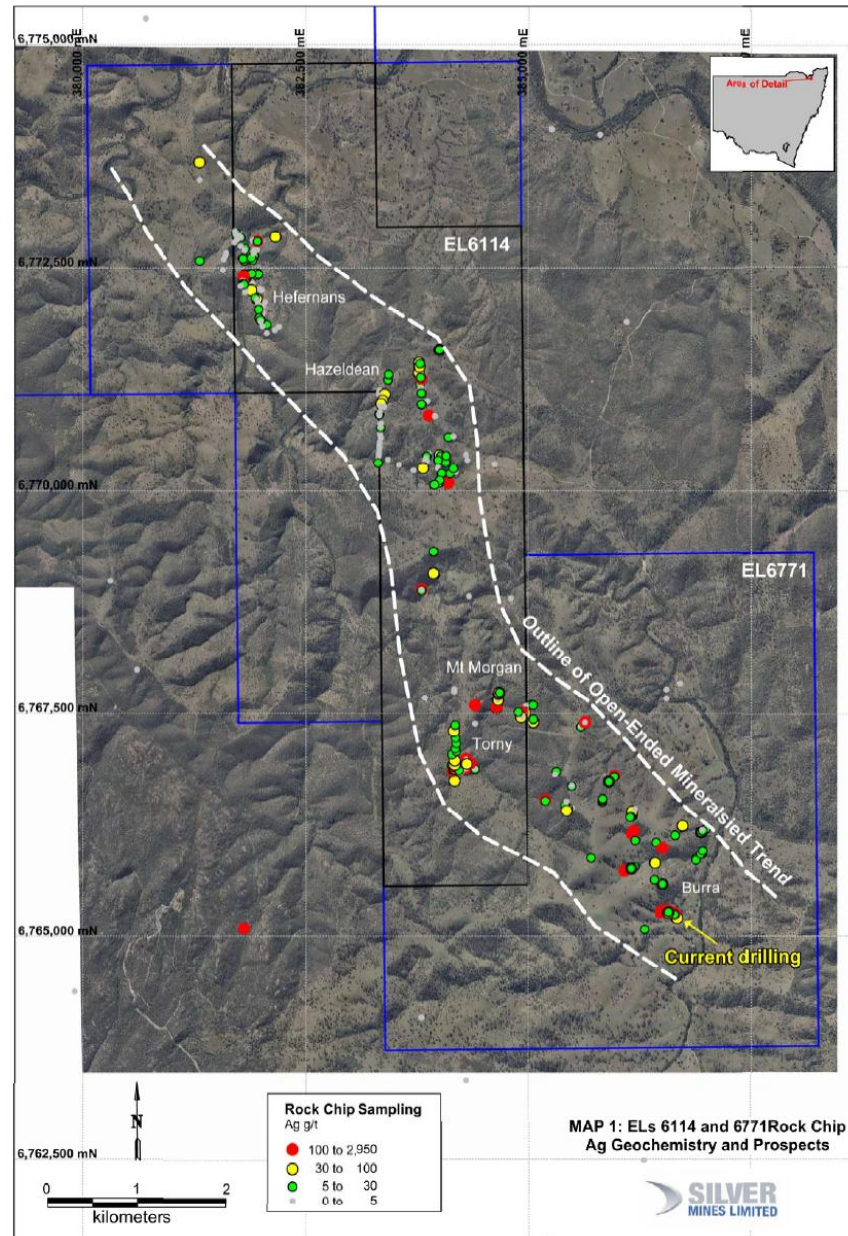 6,775,000 mN
380,000 mE
382,500 mE
385,000 mE
Area of Detail
EL6114
6,772,500 mN
Hefernans
Hazeldean
6,770,000 mN
EL6771
Outline of Open-Ended Mineralsied Trend
Mt Morgan
6,767,500 mN
Torny
Burra
6,765,000 mN
Current drilling
N
Rock Chip Sampling
Ag g/t
100 to 2,950
30 to 100
5 to 30
0 to 5
MAP 1: ELs 6114 and 6771Rock Chip
Ag Geochemistry and Prospects
6,762,500 mN
0 1 2
kilometers
SILVER
MINES LIMITED